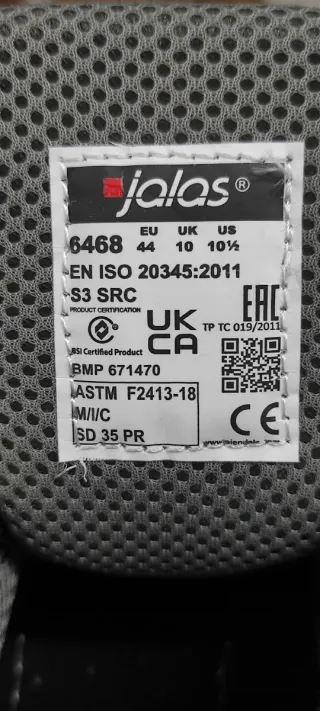 jalas®
EU UK US
6468 44 10 10½
EN ISO 20345:2011
S3 SRC
EAC
PRODUCT CERTIFICATION
UK
CA
TP TC 019/2011
BSI Certified Product
BMP 671470
ASTM F2413-18
M/I/C
SD 35 PR
CE